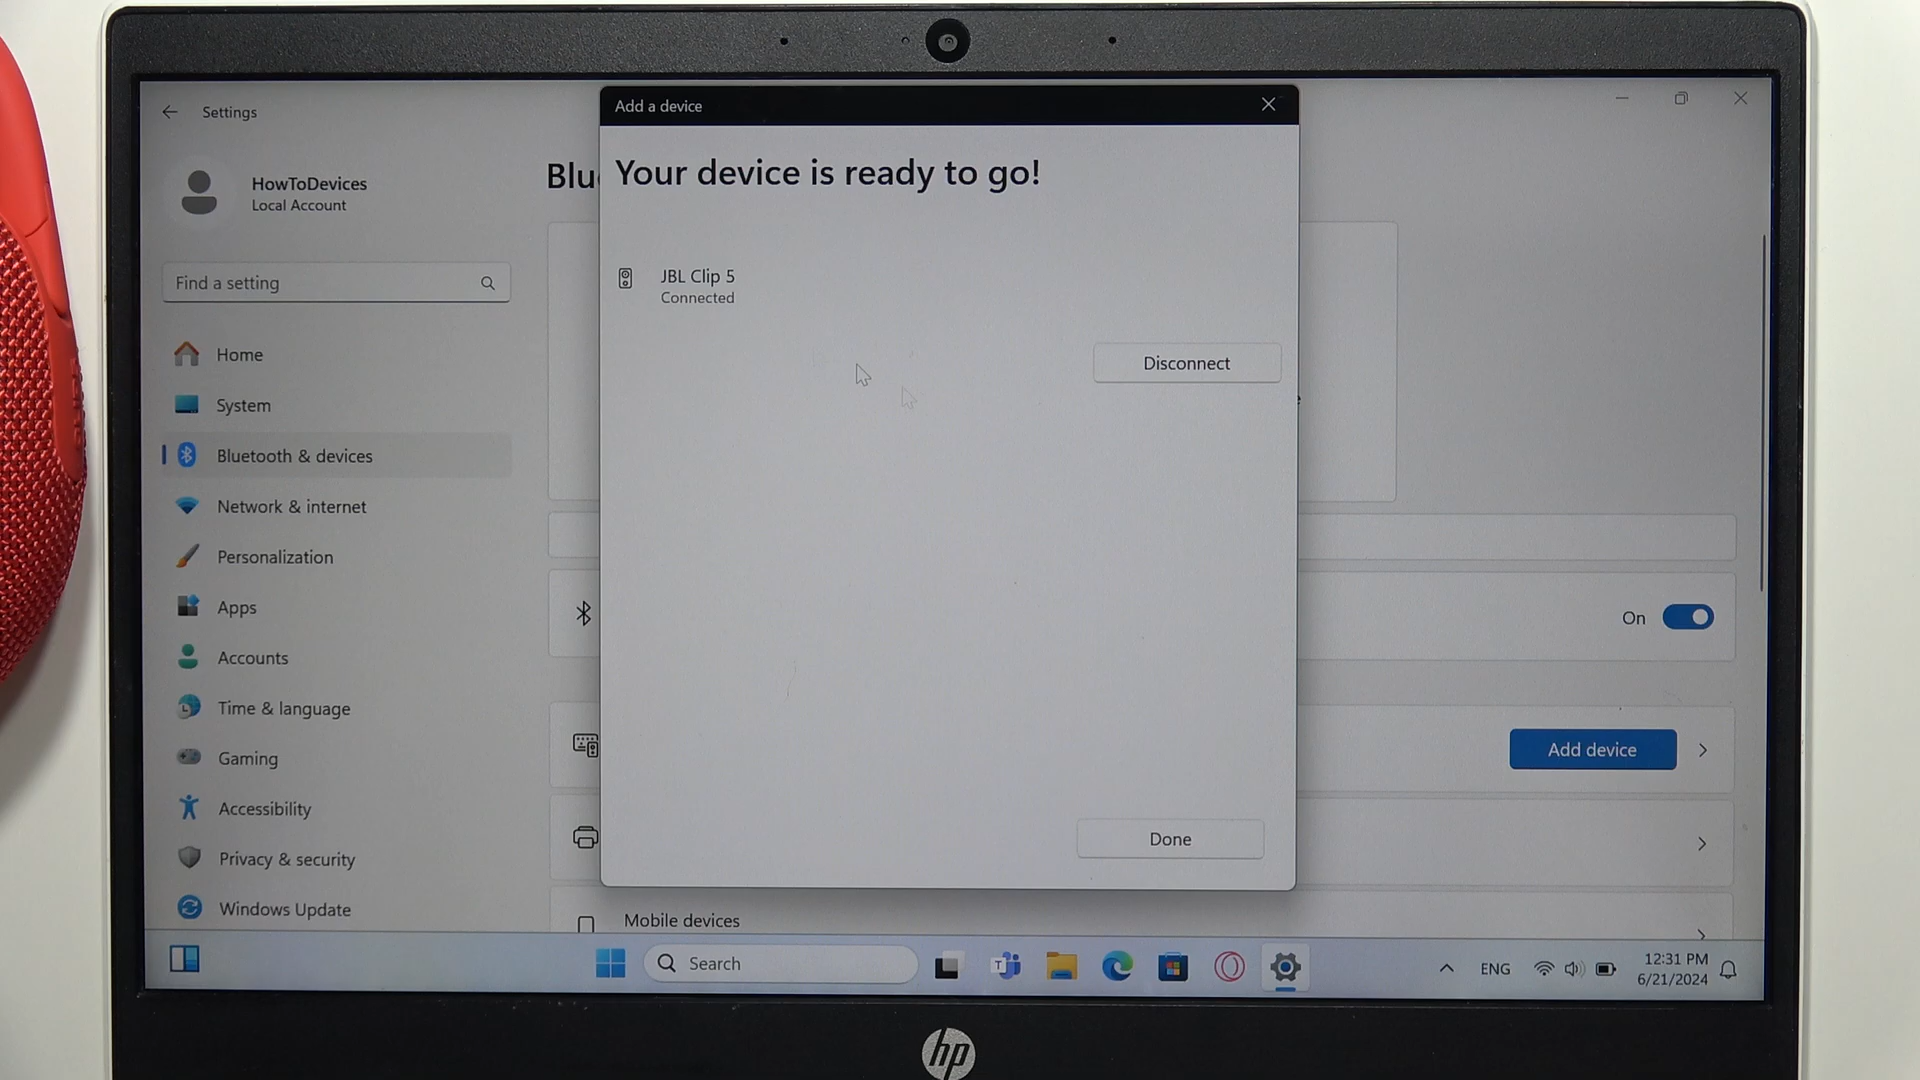 Settings
HowToDevices
Local Account
Find a setting
Home
System
Bluetooth & devices
Network & internet
Personalization
Apps
Accounts
Time & language
Gaming
Accessibility
Privacy & security
Windows Update
Blu
Add a device
Your device is ready to go!
JBL Clip 5
Connected
Disconnect
Done
On
Add device
Mobile devices
Search
ENG
12:31 PM
6/21/2024
hp